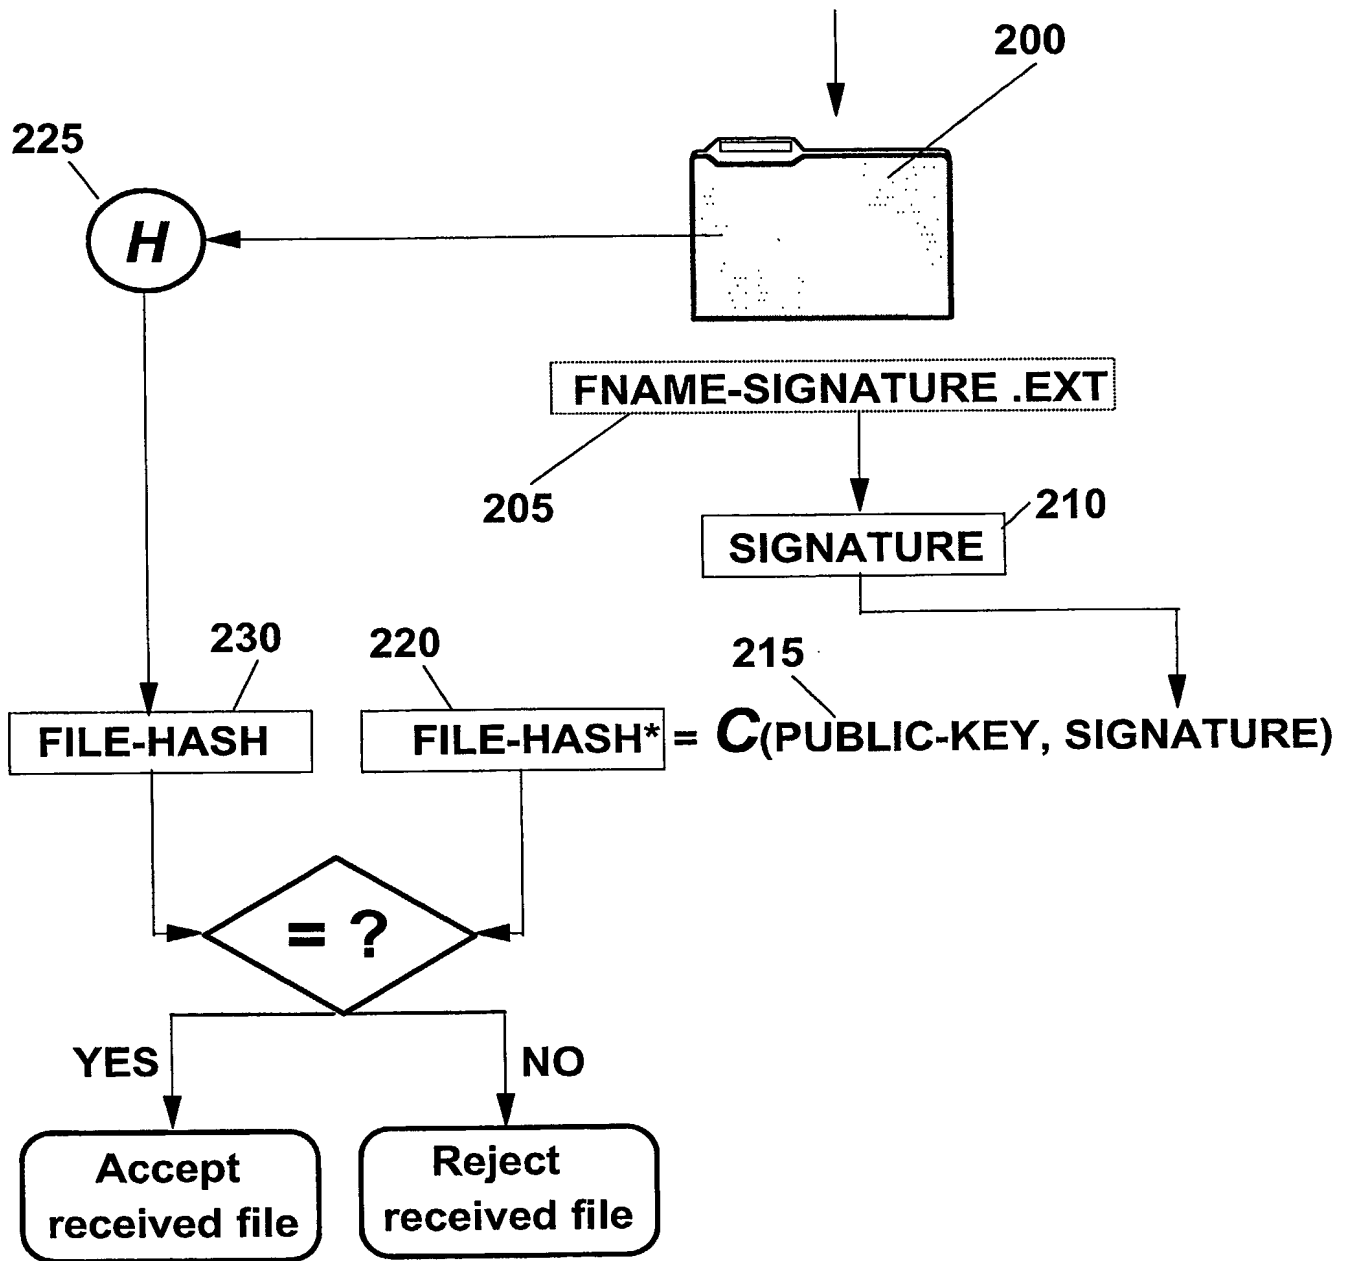 200
225
H
FNAME-SIGNATURE .EXT
205
210
SIGNATURE
230
220
215
FILE-HASH
FILE-HASH* = C(PUBLIC-KEY, SIGNATURE)
= ?
YES
NO
Accept
received file
Reject
received file